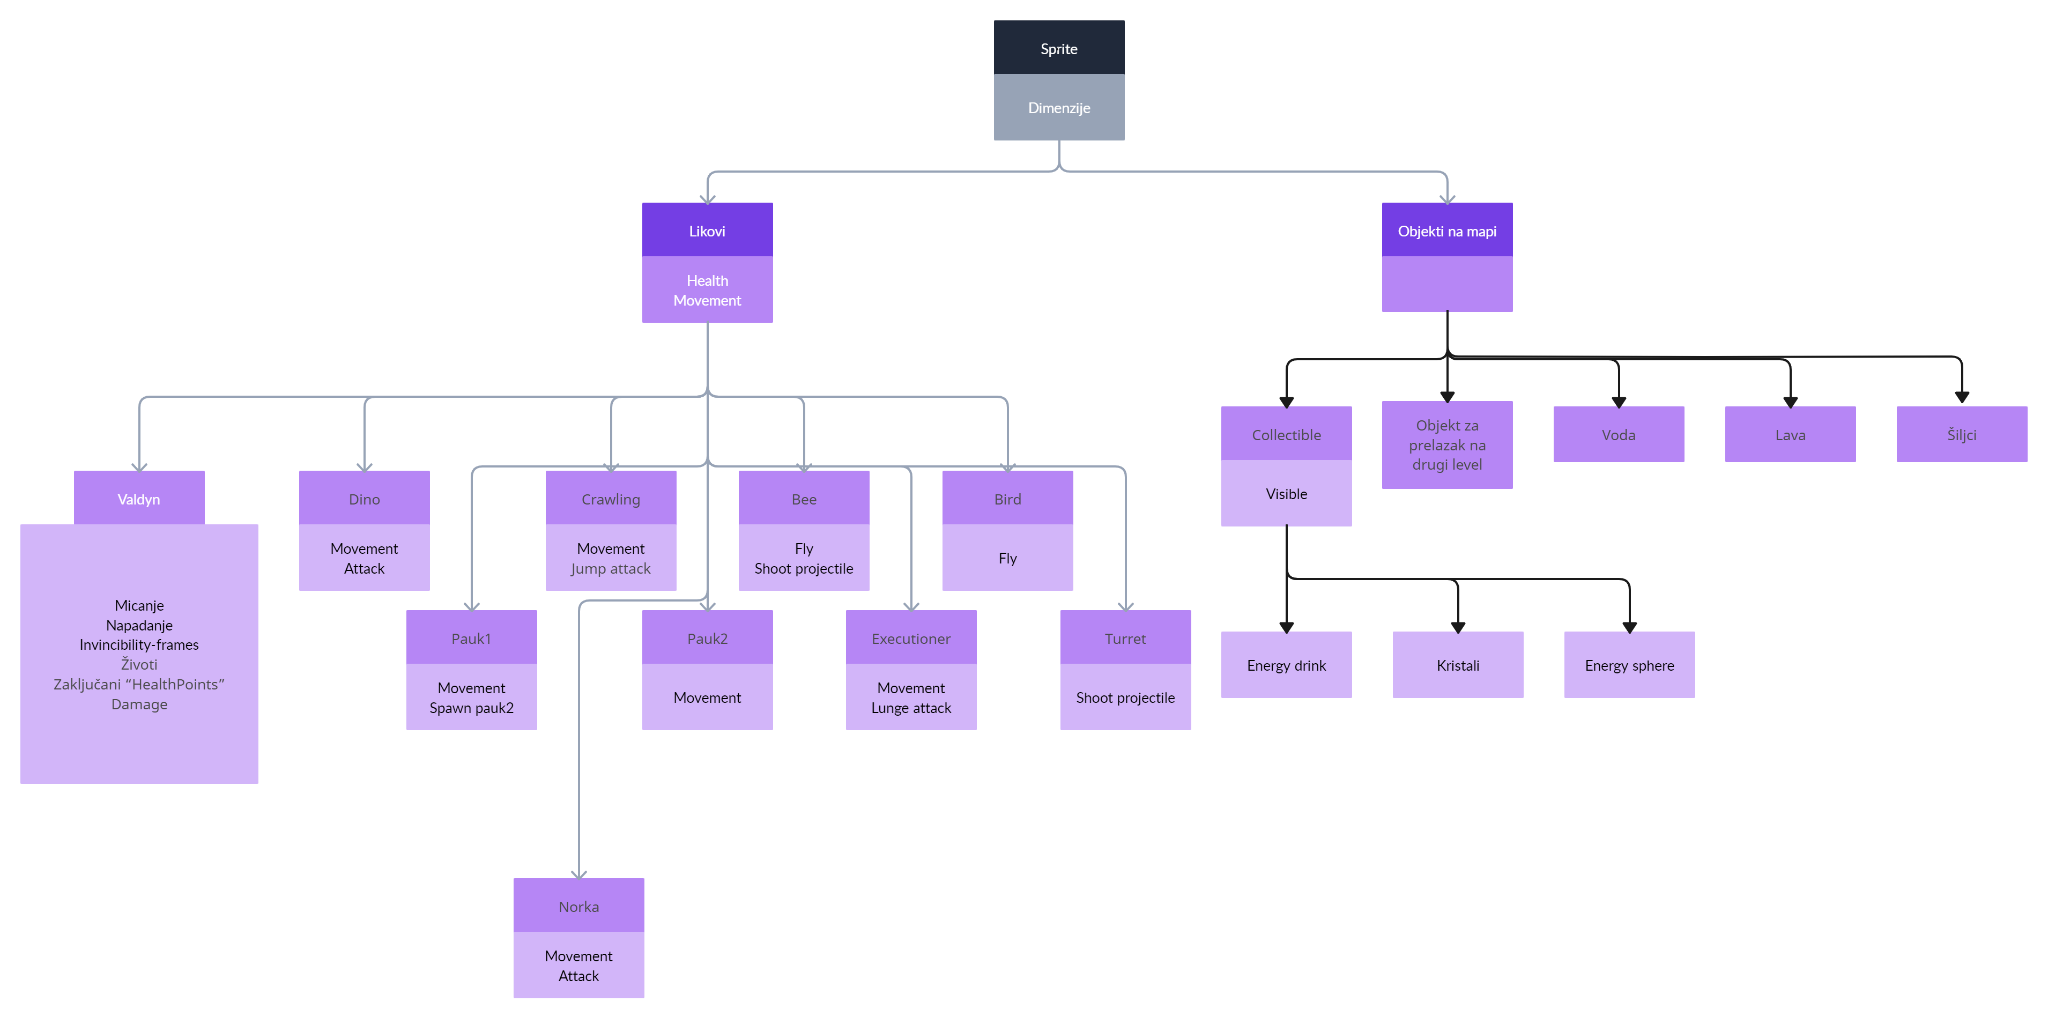 Sprite
Dimenzije
Likovi
Health
Movement
Objekti na mapi
Valdyn
Micanje
Napadanje
Invincibility-frames
Životi
Zaključani “HealthPoints”
Damage
Dino
Movement
Attack
Crawling
Movement
Jump attack
Bee
Fly
Shoot projectile
Bird
Fly
Pauk1
Movement
Spawn pauk2
Pauk2
Movement
Executioner
Movement
Lunge attack
Turret
Shoot projectile
Norka
Movement
Attack
Collectible
Visible
Objekt za
prelazak na
drugi level
Voda
Lava
Šiljci
Energy drink
Kristali
Energy sphere